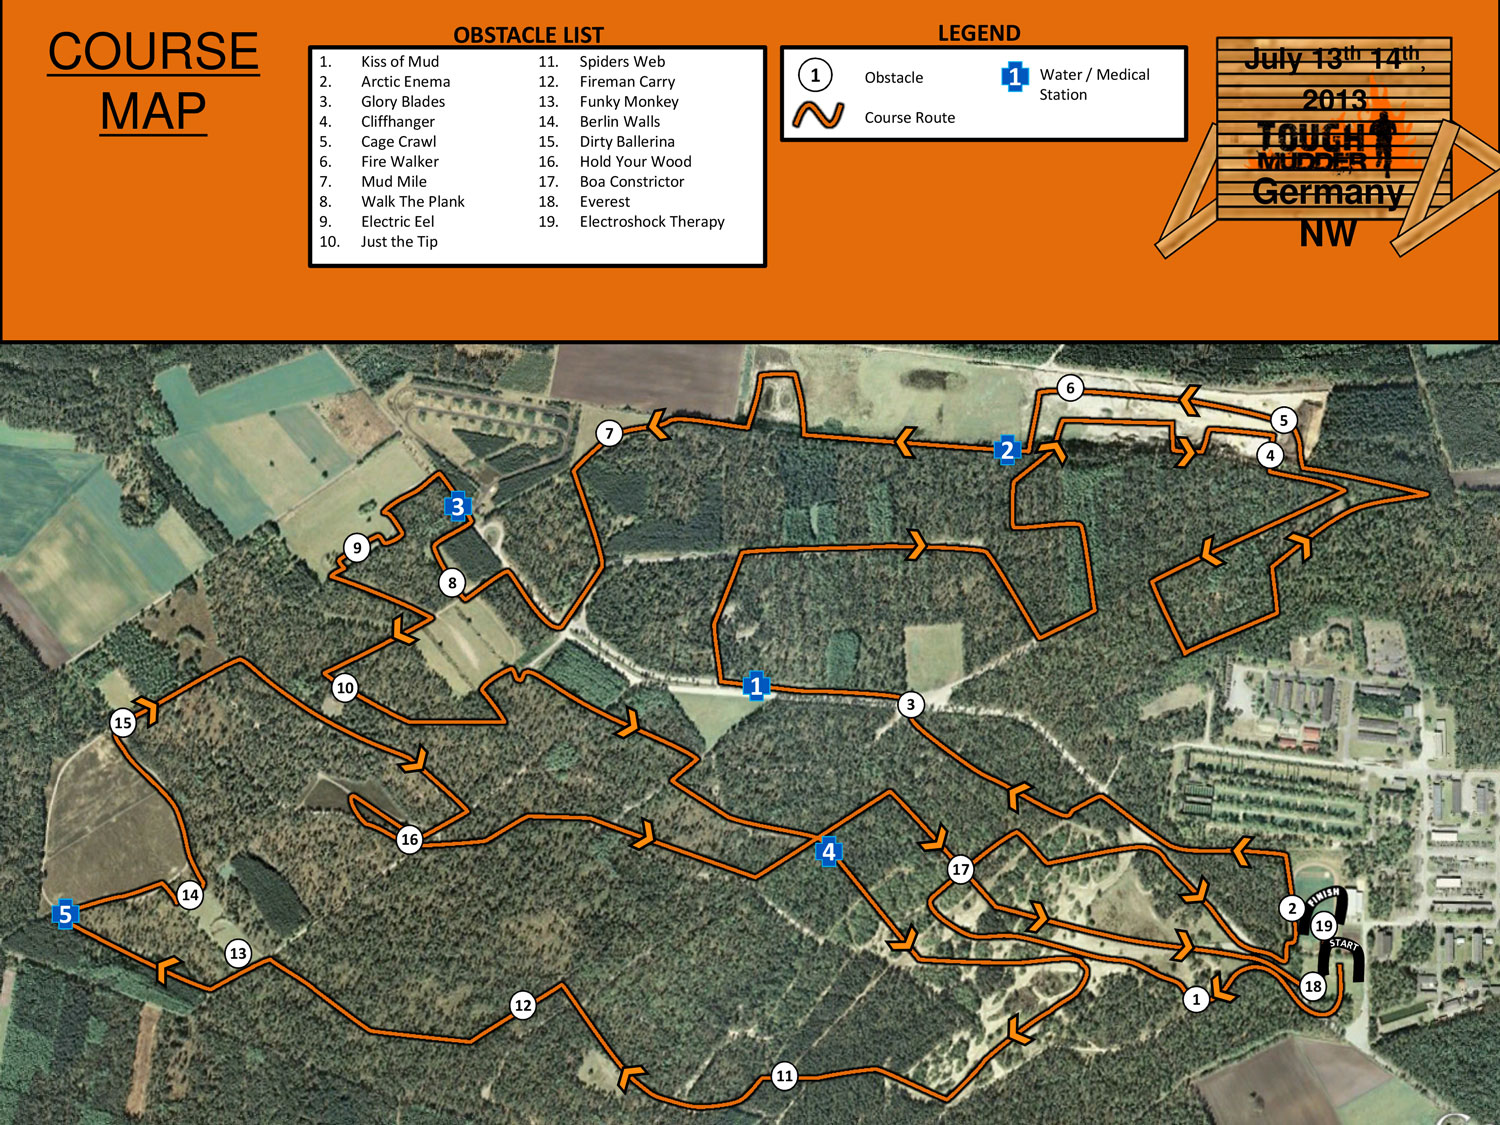 COURSE
MAP
OBSTACLE LIST
1. Kiss of Mud
2. Arctic Enema
3. Glory Blades
4. Cliffhanger
5. Cage Crawl
6. Fire Walker
7. Mud Mile
8. Walk The Plank
9. Electric Eel
10. Just the Tip
11. Spiders Web
12. Fireman Carry
13. Funky Monkey
14. Berlin Walls
15. Dirty Ballerina
16. Hold Your Wood
17. Boa Constrictor
18. Everest
19. Electroshock Therapy
LEGEND
1 Obstacle
Course Route
1 Water / Medical
Station
July 13th 14th,
2013
TOUGH
MUDDER
Germany
NW
6
5
4
2
7
3
9
8
10
1
3
15
16
4
17
14
5
13
2
FINISH
19
START
18
1
12
11